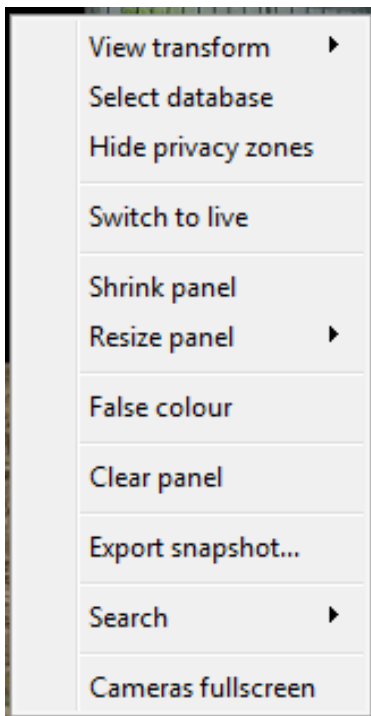 View transform
Select database
Hide privacy zones
Switch to live
Shrink panel
Resize panel
False colour
Clear panel
Export snapshot...
Search
Cameras fullscreen